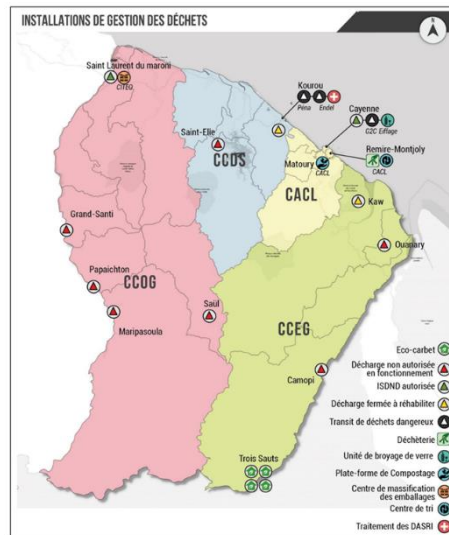 INSTALLATIONS DE GESTION DES DÉCHETS
N
Saint Laurent du maroni
CITEO
Kourou
Péna
Endel
Cayenne
G2C Eiffage
Saint-Elie
CCDS
Remire-Montjoly
CACL
Matoury
CACL
CACL
Kaw
Grand-Santi
Ouanary
Papaichton
CCOG
Saül
CCEG
Maripasoula
Camopi
Trois Sauts
Eco-carbet
Décharge non autorisée
en fonctionnement
ISDND autorisée
Décharge fermée à réhabiliter
Transit de déchets dangereux
Déchèterie
Unité de broyage de verre
Plate-forme de Compostage
Centre de massification
des emballages
Centre de tri
Traitement des DASRI